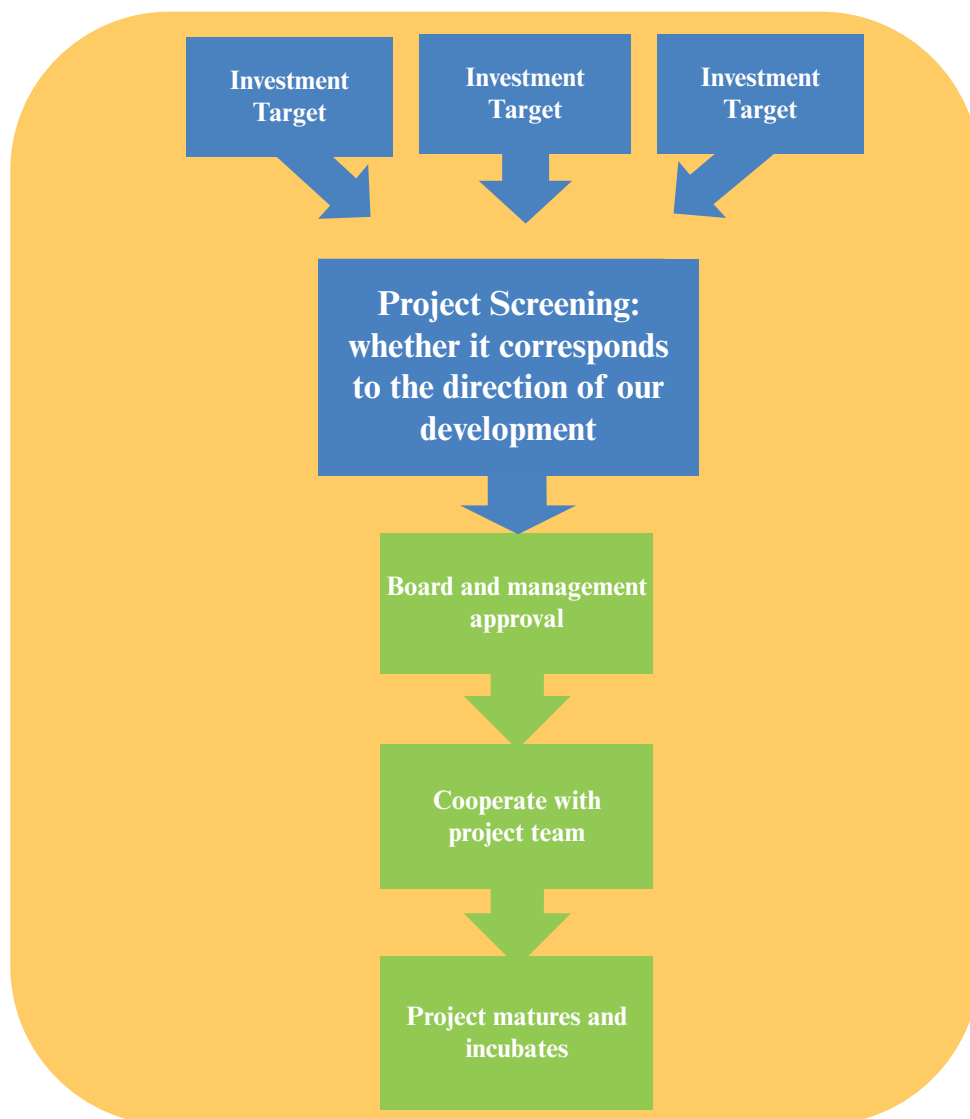 Investment
Target
Investment
Target
Investment
Target
Project Screening:
whether it corresponds
to the direction of our
development
Board and management
approval
Cooperate with
project team
Project matures and
incubates